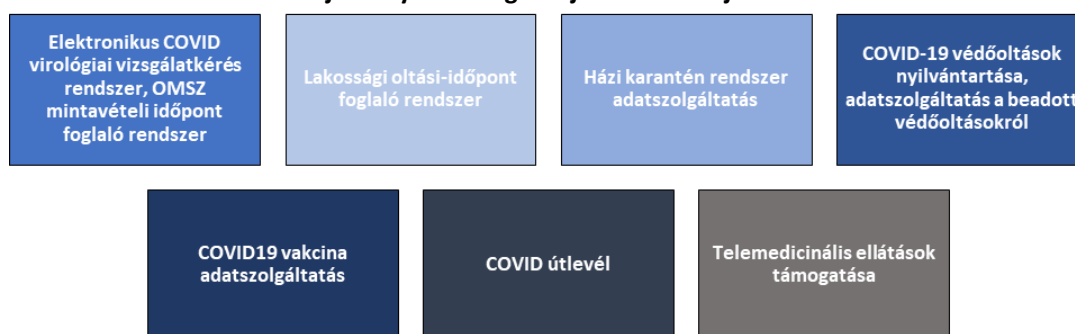 Elektronikus COVID
virológiai vizsgálatkérés
rendszer, OMSZ
mintavételi időpont
foglaló rendszer
Lakossági oltási-időpont
foglaló rendszer
Házi karantén rendszer
adatszolgáltatás
COVID-19 védőoltások
nyilvántartása,
adatszolgáltatás a beadott
védőoltásokról
COVID19 vakcina
adatszolgáltatás
COVID útlevél
Telemedicinális ellátások
támogatása